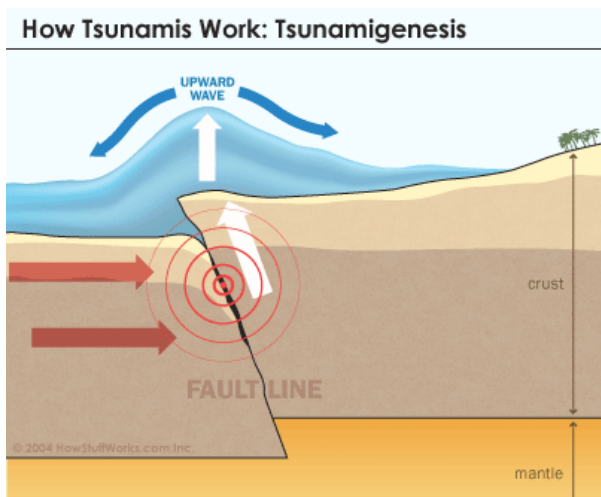 How Tsunamis Work: Tsunamigenesis
UPWARD
WAVE
crust
FAULT LINE
© 2004 HowStuffWorks.com Inc.
mantle